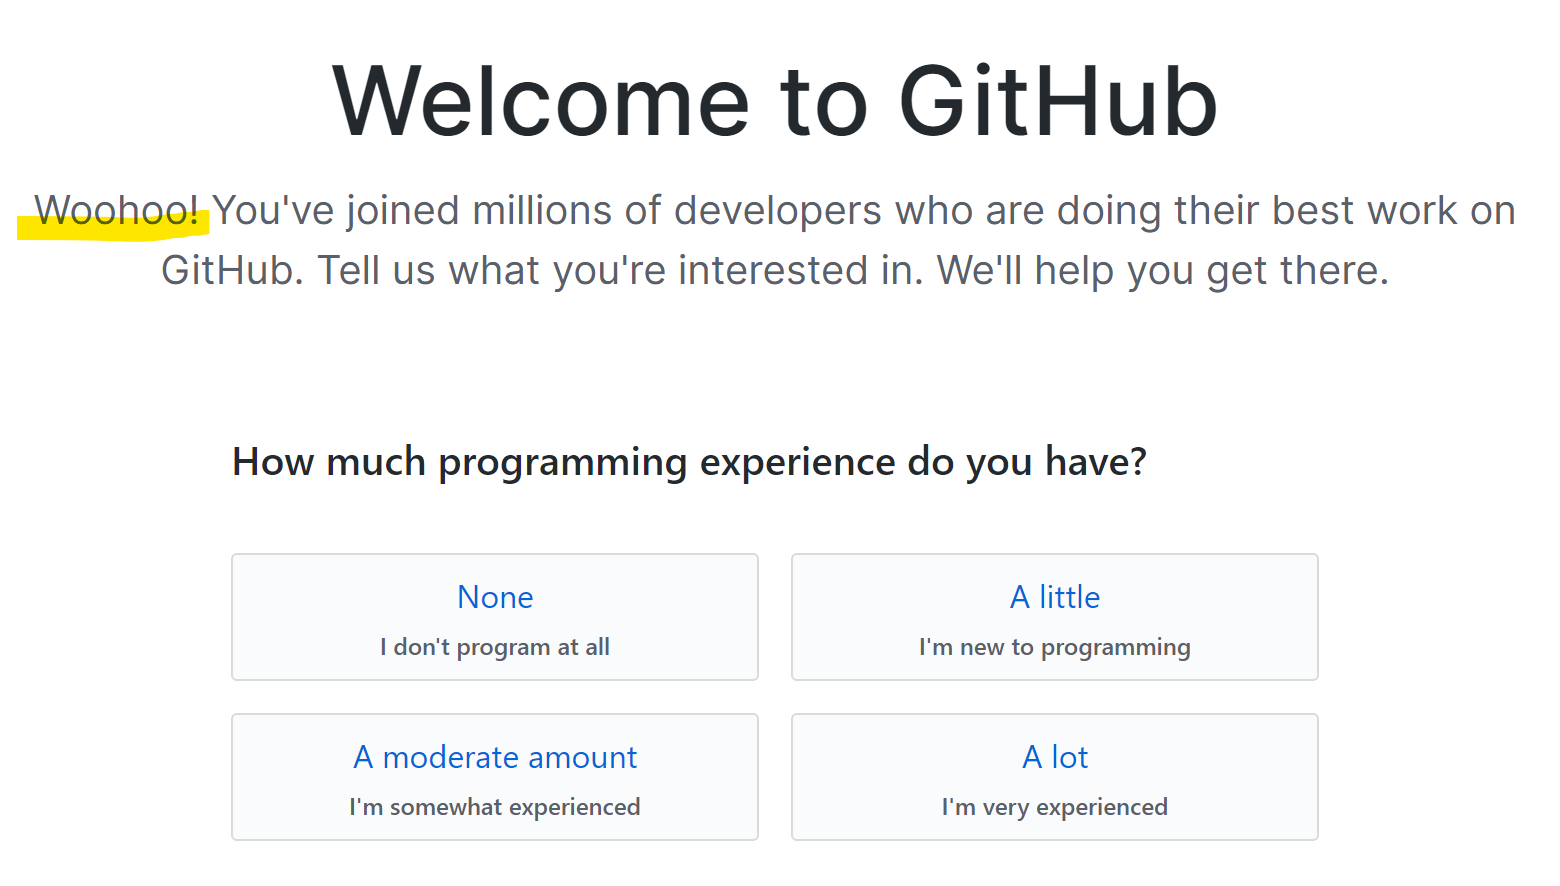 Welcome to GitHub
Woohoo! You've joined millions of developers who are doing their best work on
GitHub. Tell us what you're interested in. We'll help you get there.
How much programming experience do you have?
None
I don't program at all
A little
I'm new to programming
A moderate amount
I'm somewhat experienced
A lot
I'm very experienced